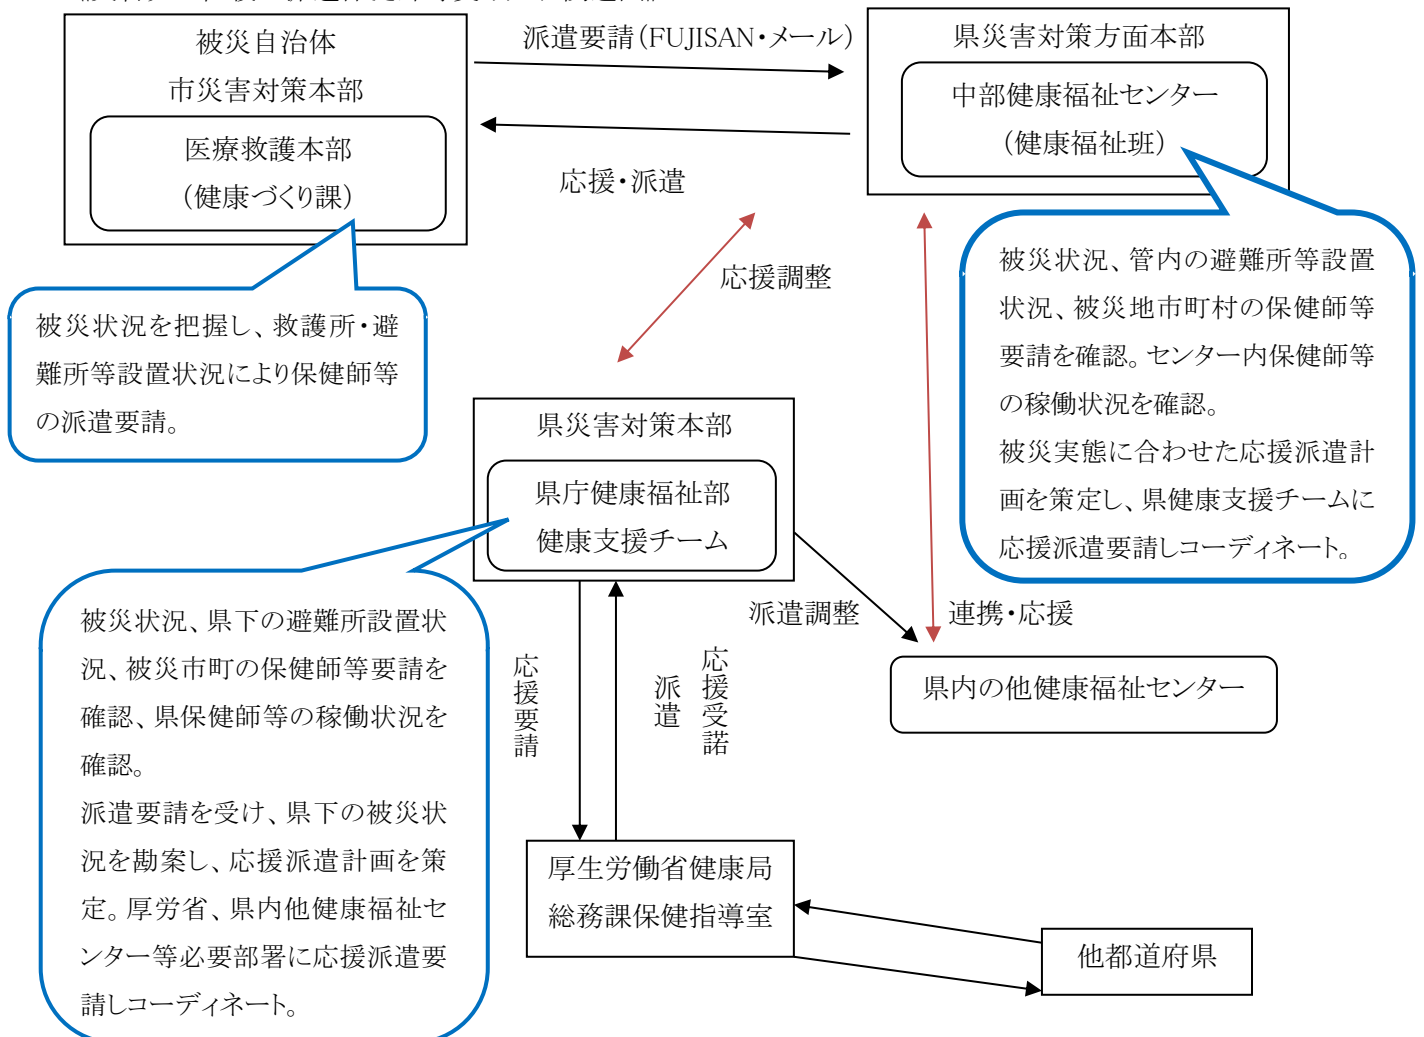 被災自治体
市災害対策本部
医療救護本部
（健康づくり課）
派遣要請（FUJISAN・メール）
応援・派遣
県災害対策方面本部
中部健康福祉センター
（健康福祉班）
被災状況を把握し、救護所・避
難所等設置状況により保健師等
の派遣要請。
応援調整
被災状況、管内の避難所等設置
状況、被災地市町村の保健師等
要請を確認。センター内保健師等
の稼働状況を確認。
被災実態に合わせた応援派遣計
画を策定し、県健康支援チームに
応援派遣要請しコーディネート。
県災害対策本部
県庁健康福祉部
健康支援チーム
派遣調整
連携・応援
県内の他健康福祉センター
被災状況、県下の避難所設置状
況、被災市町の保健師等要請を
確認、県保健師等の稼働状況を
確認。
派遣要請を受け、県下の被災状
況を勘案し、応援派遣計画を策
定。厚労省、県内他健康福祉セ
ンター等必要部署に応援派遣要
請しコーディネート。
応援要請
派遣
応援受諾
厚生労働省健康局
総務課保健指導室
他都道府県